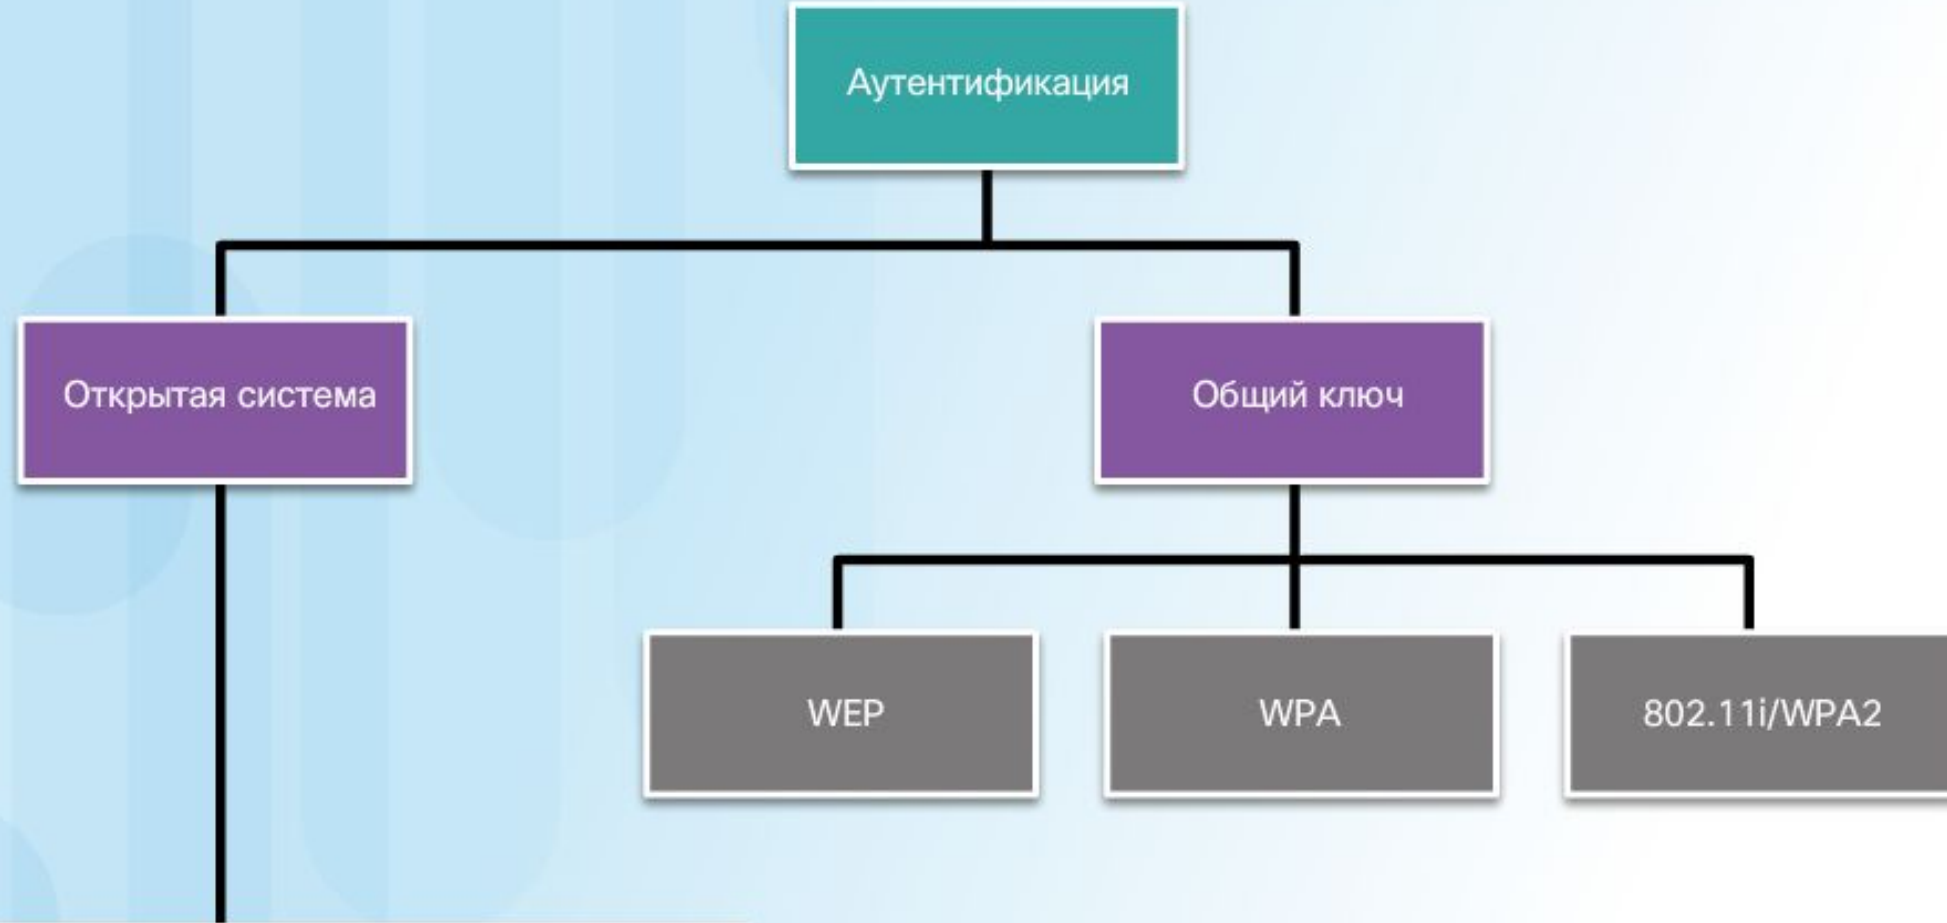 Аутентификация
Открытая система
Общий ключ
WEP
WPA
802.11i/WPA2